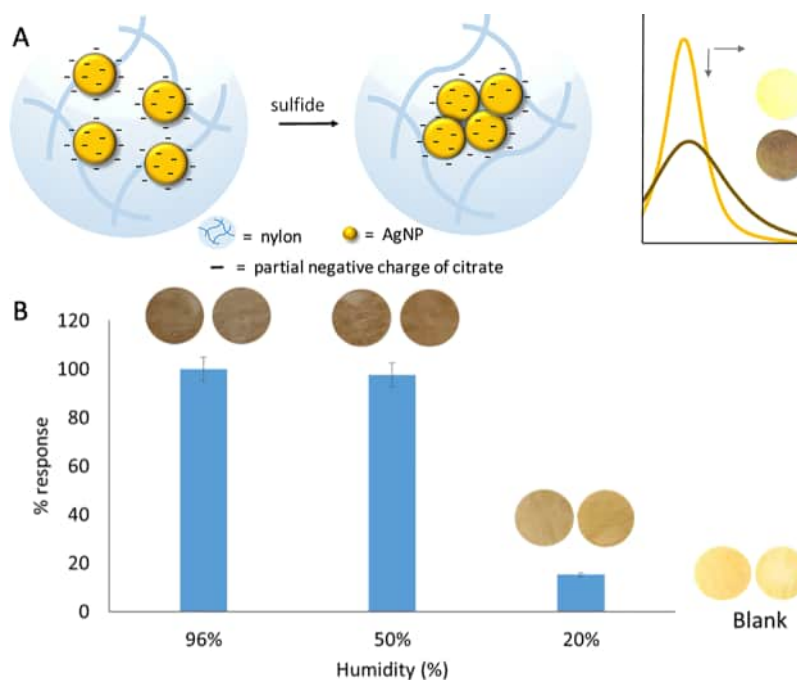 A
sulfide
= nylon
= AgNP
= partial negative charge of citrate
B
120
100
80
60
40
20
0
% response
96%
50%
20%
Blank
Humidity (%)